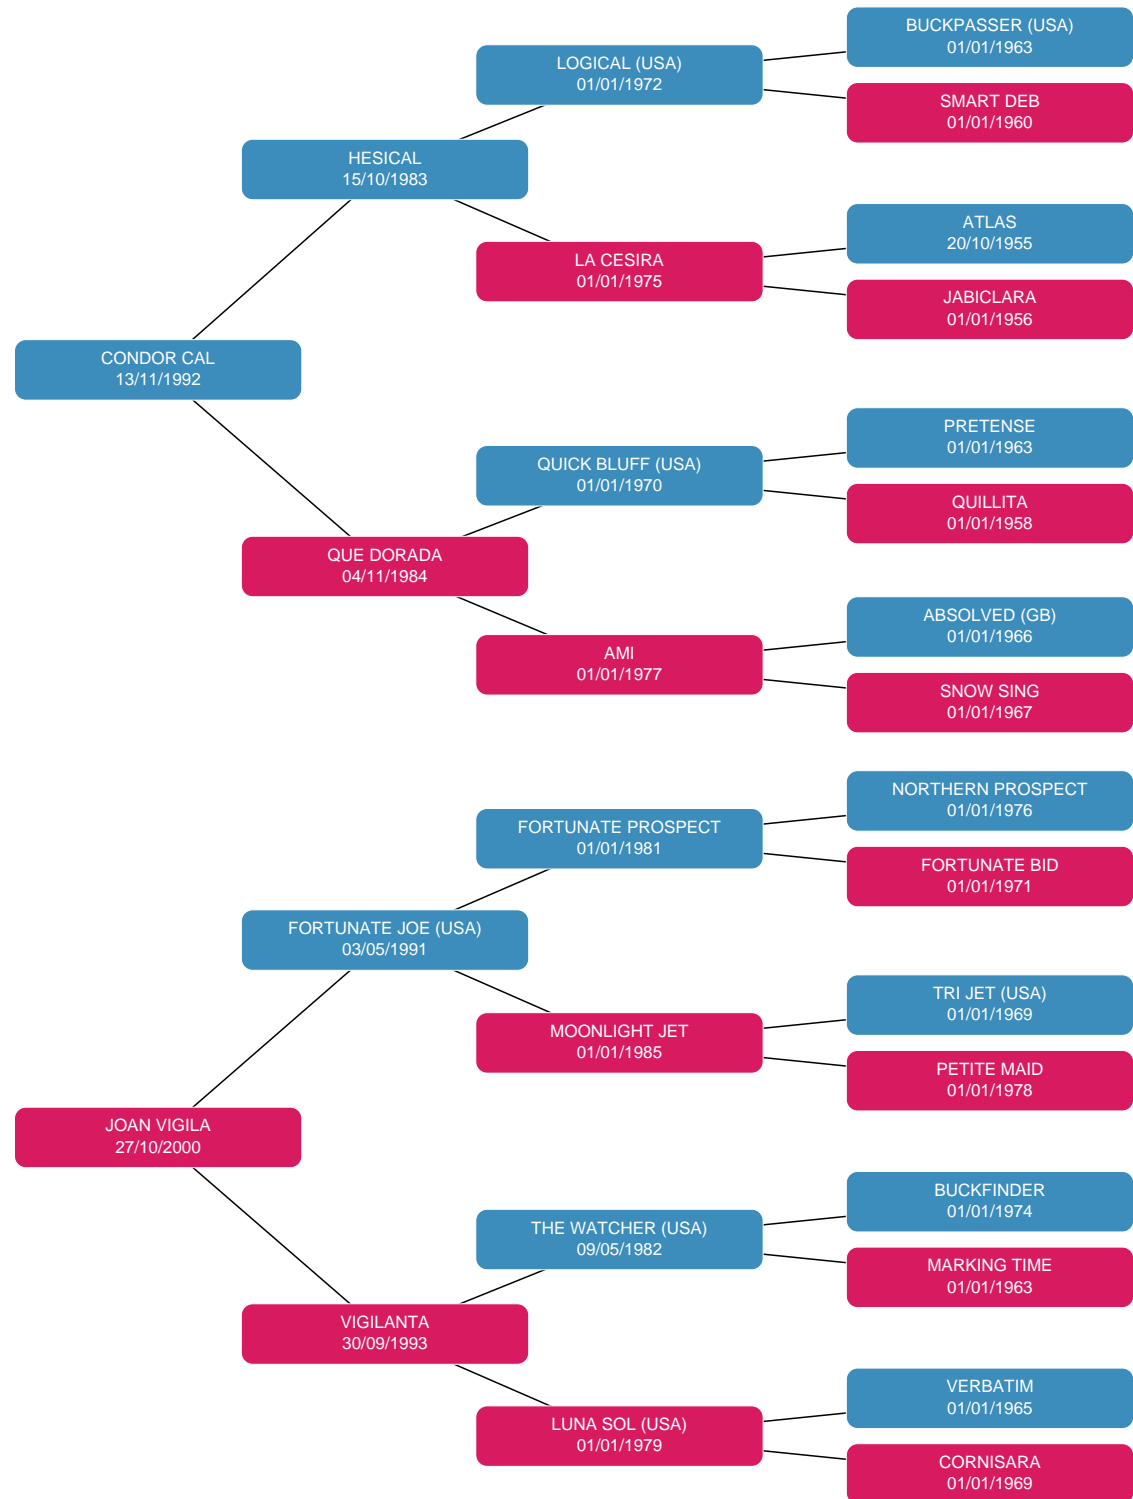 BUCKPASSER (USA)
01/01/1963
LOGICAL (USA)
01/01/1972
SMART DEB
01/01/1960
HESICAL
15/10/1983
ATLAS
20/10/1955
LA CESIRA
01/01/1975
JABICLARA
01/01/1956
CONDOR CAL
13/11/1992
PRETENSE
01/01/1963
QUICK BLUFF (USA)
01/01/1970
QUILLITA
01/01/1958
QUE DORADA
04/11/1984
ABSOLVED (GB)
01/01/1966
AMI
01/01/1977
SNOW SING
01/01/1967
NORTHERN PROSPECT
01/01/1976
FORTUNATE PROSPECT
01/01/1981
FORTUNATE BID
01/01/1971
FORTUNATE JOE (USA)
03/05/1991
TRI JET (USA)
01/01/1969
MOONLIGHT JET
01/01/1985
PETITE MAID
01/01/1978
JOAN VIGILA
27/10/2000
BUCKFINDER
01/01/1974
THE WATCHER (USA)
09/05/1982
MARKING TIME
01/01/1963
VIGILANTA
30/09/1993
VERBATIM
01/01/1965
LUNA SOL (USA)
01/01/1979
CORNISARA
01/01/1969